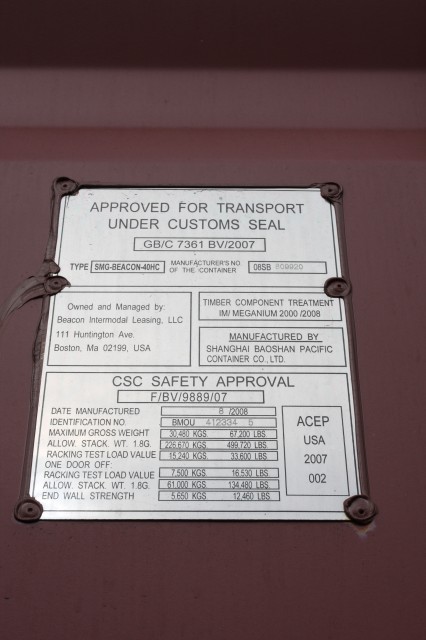 APPROVED FOR TRANSPORT
UNDER CUSTOMS SEAL
GB/C 7361 BV/2007
TYPE SMG-BEACON-40HC MANUFACTURER'S NO OF THE CONTAINER 08SB
Owned and Managed by:
Beacon Intermodal Leasing, LLC
111 Huntington Ave.
Boston, Ma 02199, USA
TIMBER COMPONENT TREATMENT
IM/ MEGANIUM 2000 /2008
MANUFACTURED BY
SHANGHAI BAOSHAN PACIFIC
CONTAINER CO., LTD.
CSC SAFETY APPROVAL
F/BV/9889/07
DATE MANUFACTURED 8 /2008
IDENTIFICATION NO. BMOU 412334 5
MAXIMUM GROSS WEIGHT 30,480 KGS. 67,200 LBS
ALLOW. STACK. WT. 1.8G. 226,670 KGS. 499,720 LBS
RACKING TEST LOAD VALUE 15,240 KGS. 33,600 LBS
ONE DOOR OFF:
RACKING TEST LOAD VALUE 7,500 KGS. 16,530 LBS.
ALLOW. STACK. WT. 1.8G. 61,000 KGS. 134,480 LBS.
END WALL STRENGTH 5,650 KGS 12,460 LBS.
ACEP
USA
2007
002